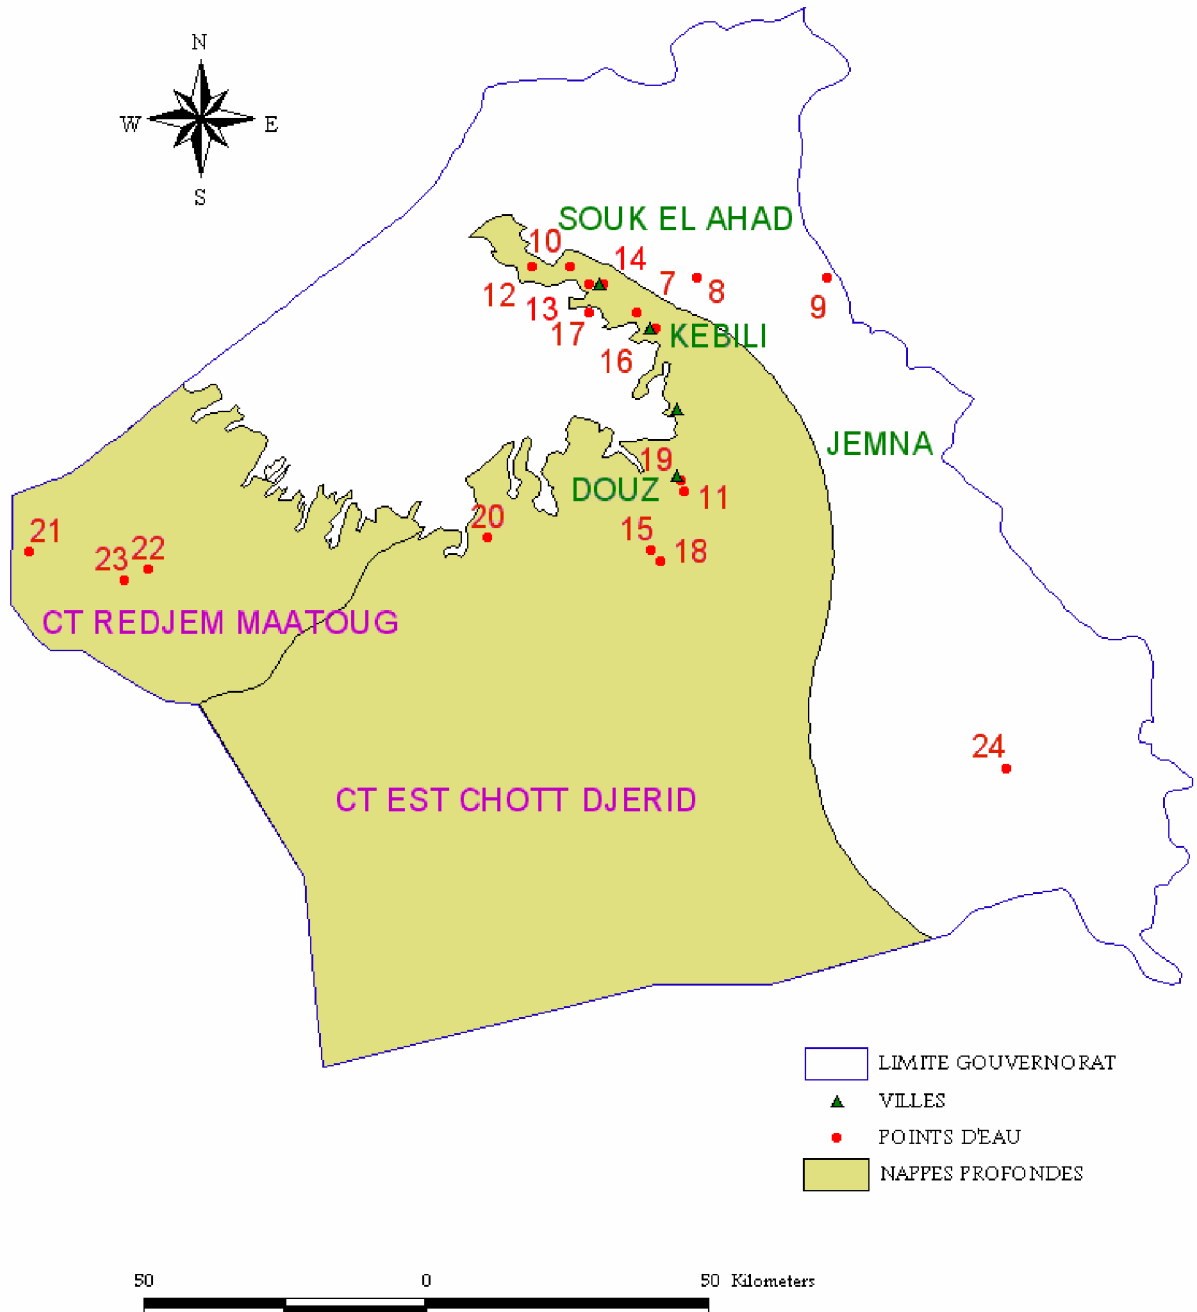 N
W
E
S
SOUK EL AHAD
10
14
12
13
7
8
9
17
KEBILI
16
JEMNA
19
DOUZ
11
20
15
18
21
23
22
CT REDJEM MAATOUG
24
CT EST CHOTT DJERID
LIMITE GOUVERNORAT
VILLES
POINTS D'EAU
NAPPES PROFONDES
50 0 50 Kilometers